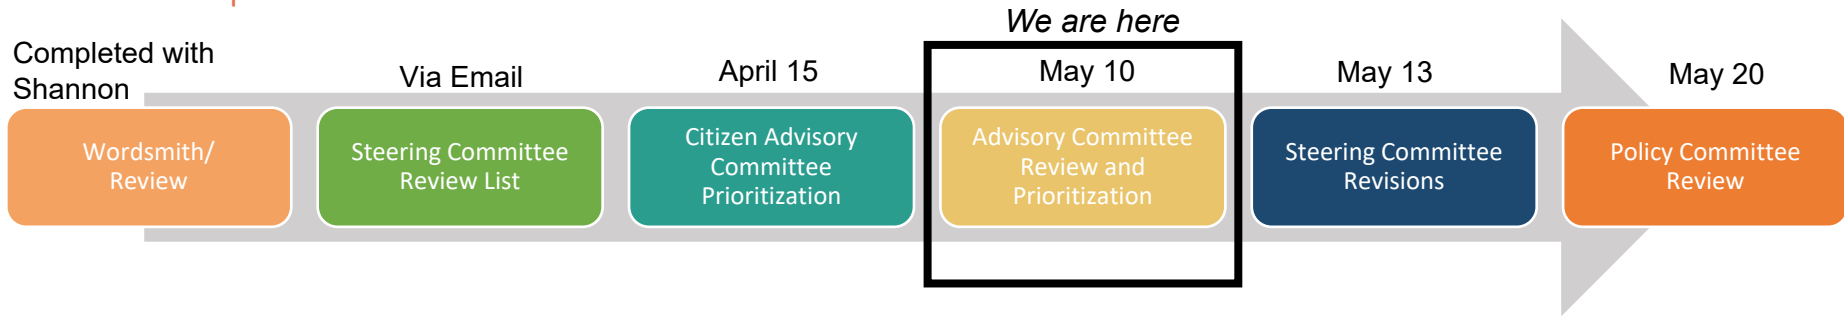 We are here
Completed with
Shannon
Via Email
April 15
May 10
May 13
May 20
Wordsmith/
Review
Steering Committee
Review List
Citizen Advisory
Committee
Prioritization
Advisory Committee
Review and
Prioritization
Steering Committee
Revisions
Policy Committee
Review